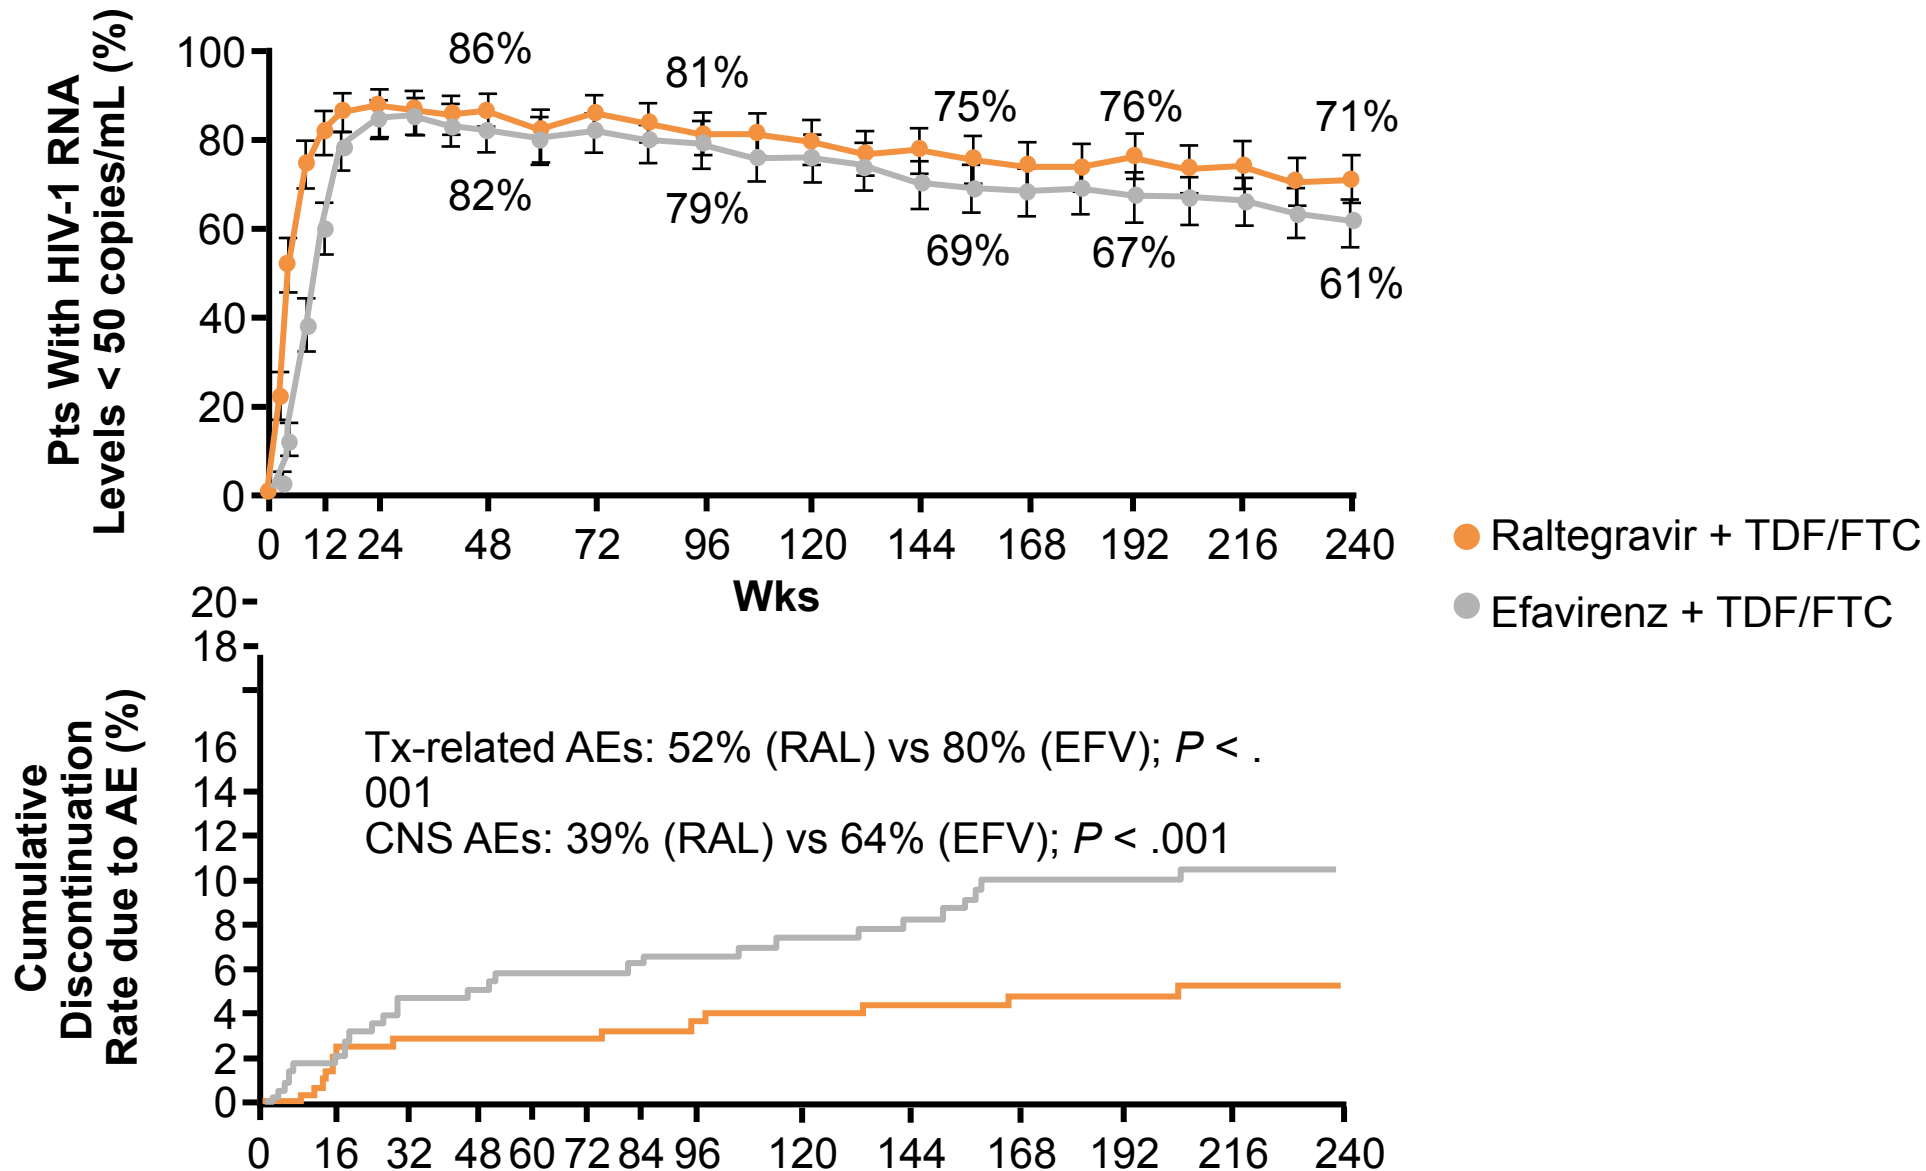 Pts With HIV-1 RNA
Levels < 50 copies/mL (%)
100
80
60
40
20
0
86%
81%
75%
76%
71%
82%
79%
69%
67%
61%
0 12 24 48 72 96 120 144 168 192 216 240
Wks
Raltegravir + TDF/FTC
Efavirenz + TDF/FTC
Cumulative
Discontinuation
Rate due to AE (%)
20
18
16
14
12
10
8
6
4
2
0
Tx-related AEs: 52% (RAL) vs 80% (EFV); P < .
001
CNS AEs: 39% (RAL) vs 64% (EFV); P < .001
0 16 32 48 60 72 84 96 120 144 168 192 216 240